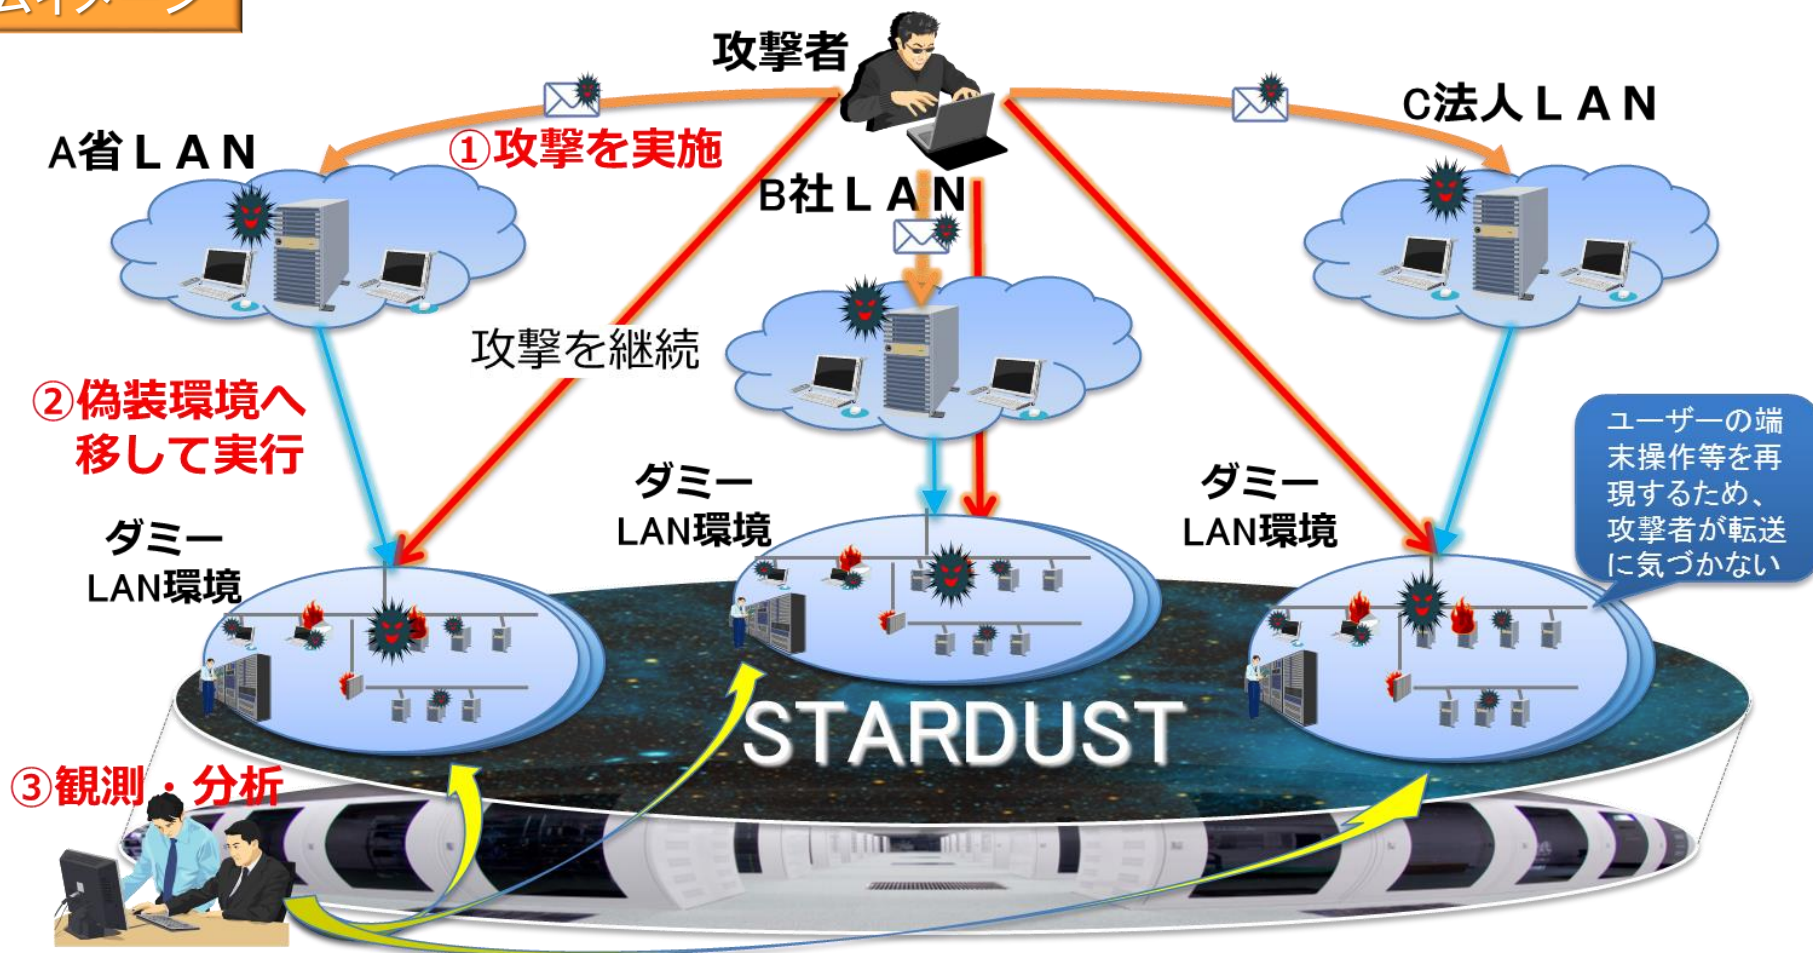 ムイメージ
攻撃者
C法人ＬＡＮ
A省ＬＡＮ
①攻撃を実施
B社ＬＡＮ
攻撃を継続
②偽装環境へ
移して実行
ユーザーの端
末操作等を再
現するため、
攻撃者が転送
に気づかない
ダミー
LAN環境
ダミー
LAN環境
ダミー
LAN環境
STARDUST
③観測・分析